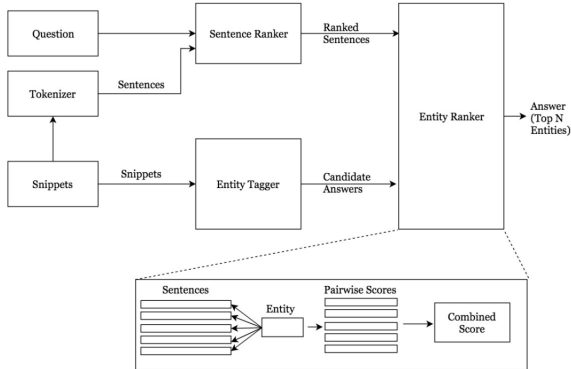 Question
Sentence Ranker
Ranked
Sentences
Tokenizer
Sentences
Entity Ranker
Answer
(Top N
Entities)
Snippets
Snippets
Entity Tagger
Candidate
Answers
Sentences
Entity
Pairwise Scores
Combined
Score